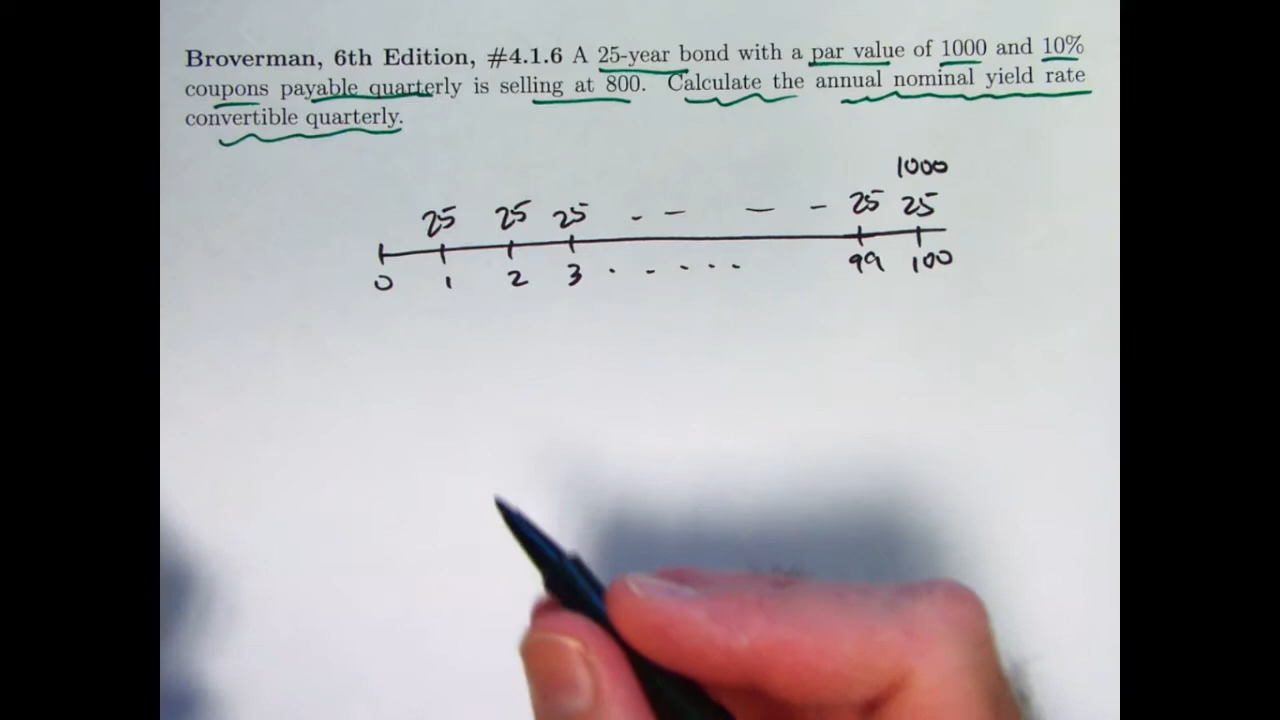 Broverman, 6th Edition, #4.1.6 A 25-year bond with a par value of 1000 and 10%
coupons payable quarterly is selling at 800. Calculate the annual nominal yield rate
convertible quarterly.
1000
25 25 25 - - — - 25 25
0 1 2 3 . . . . . 99 100